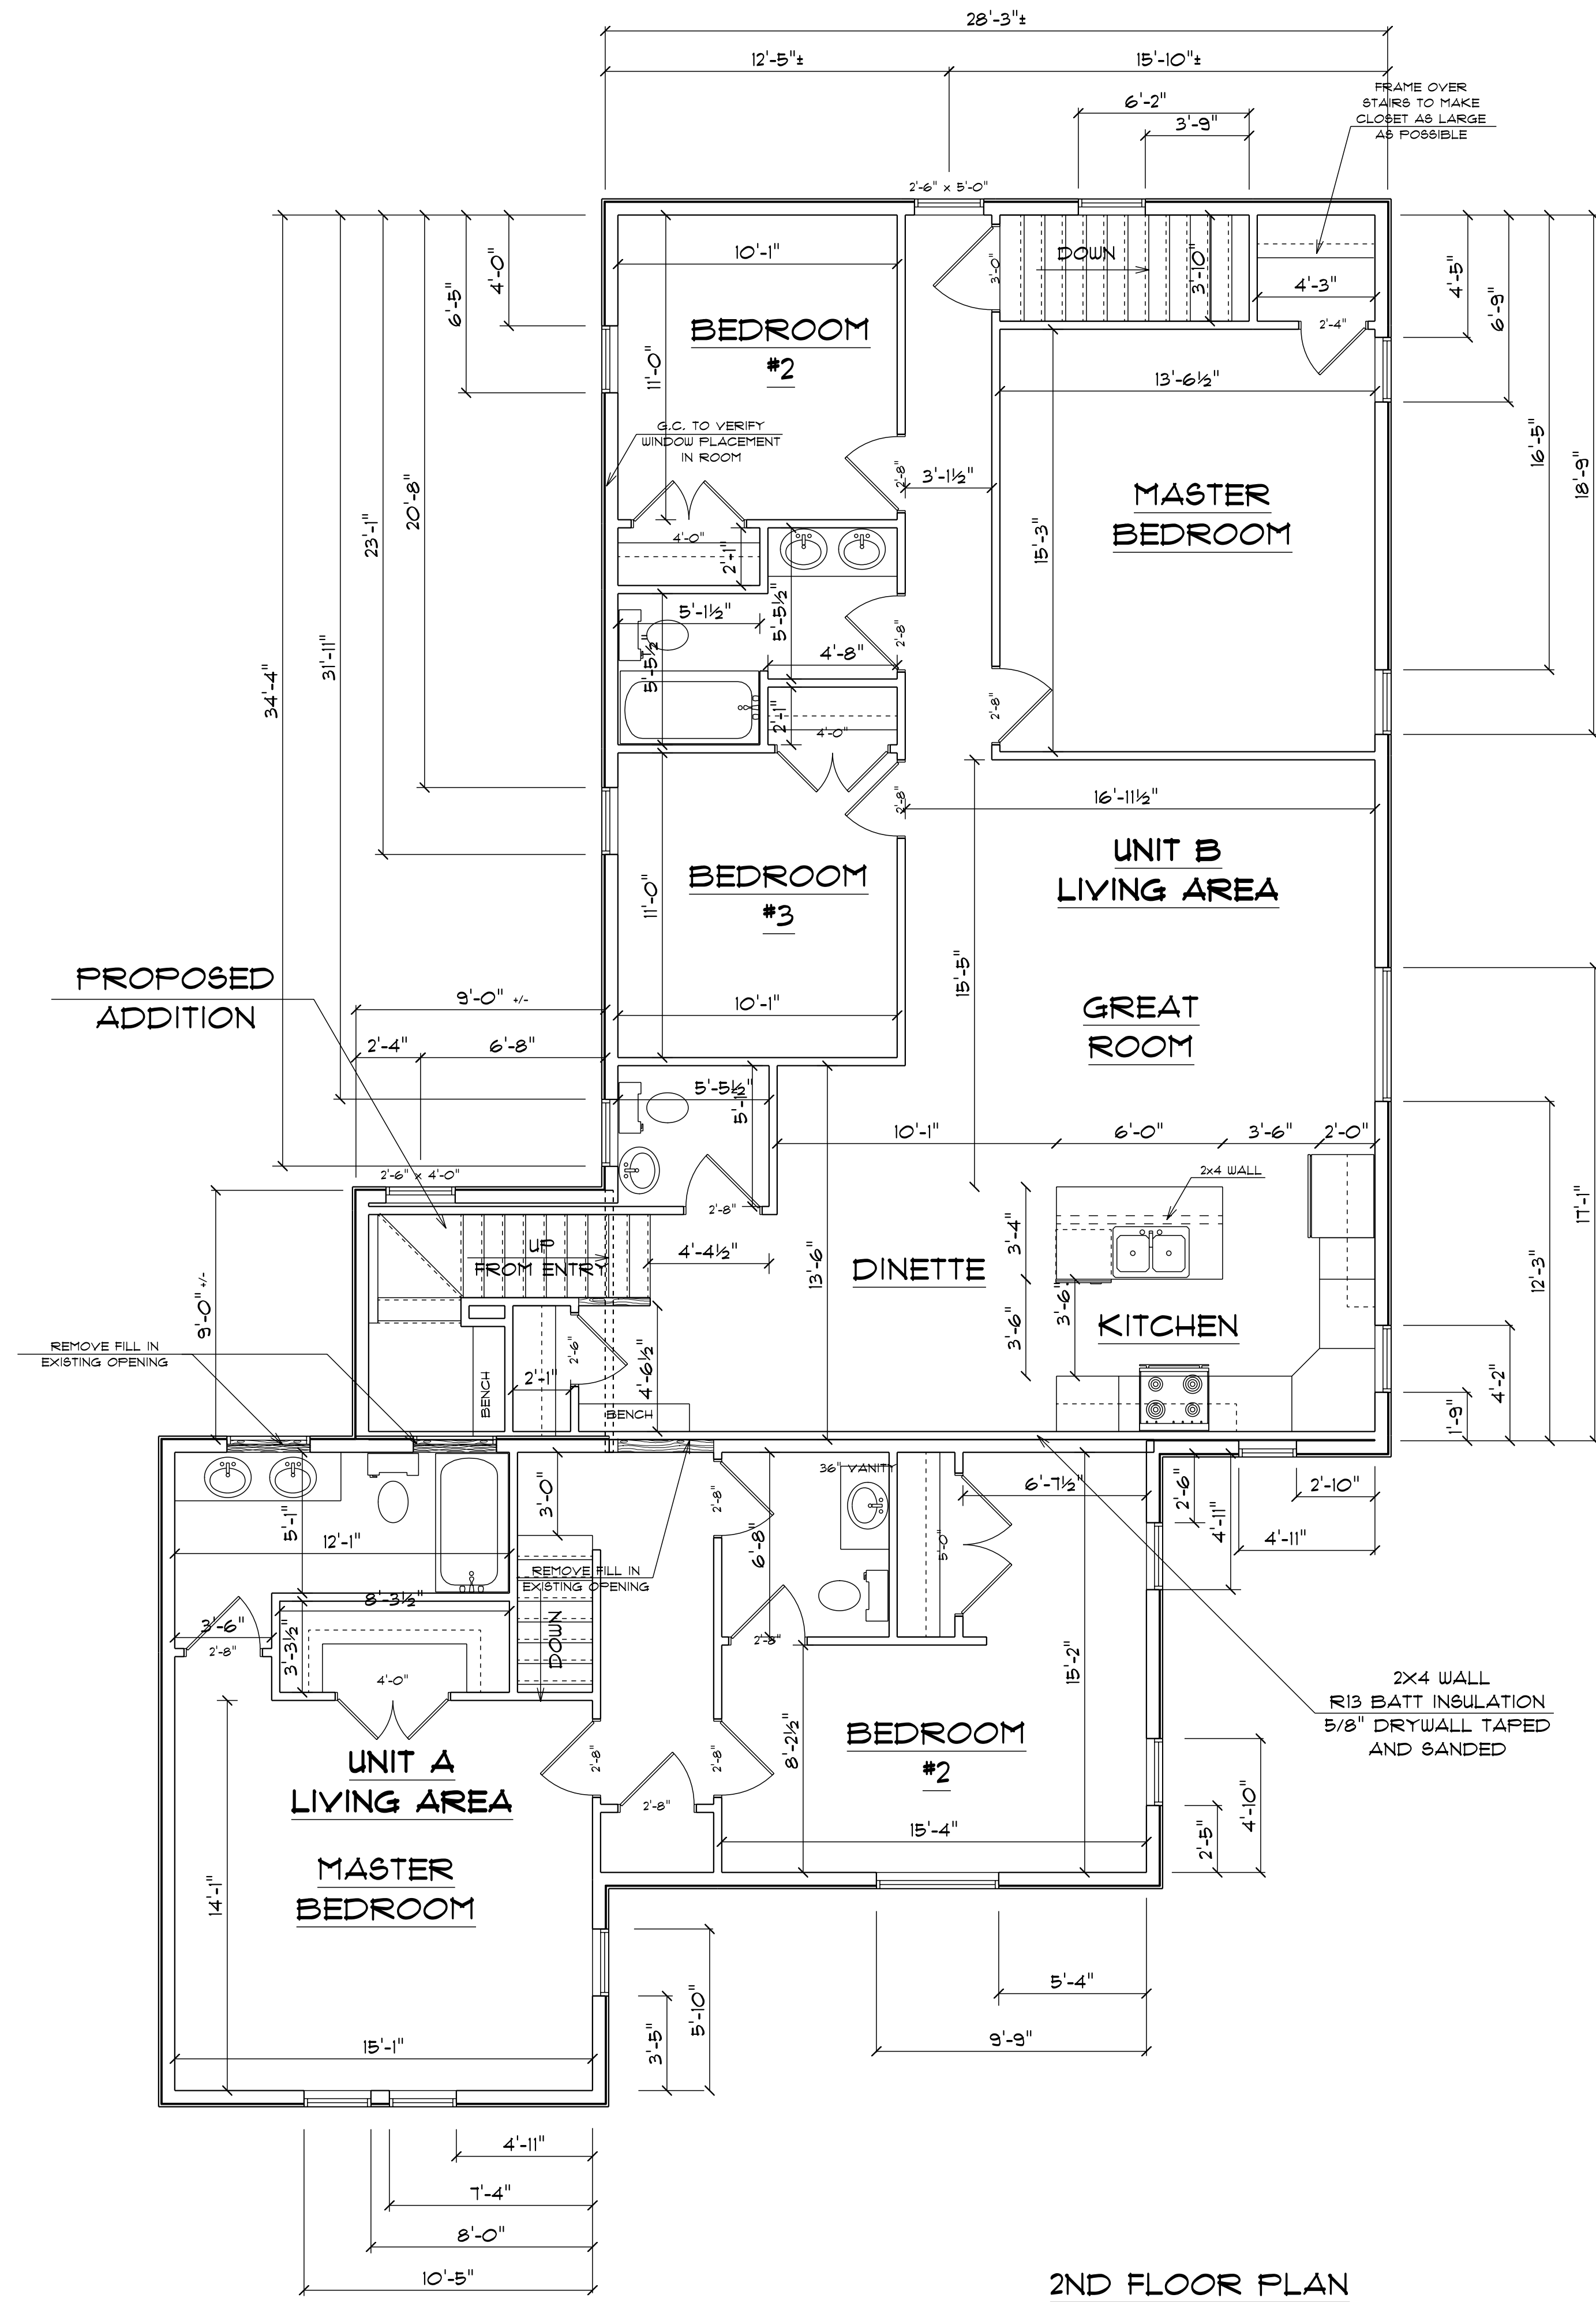 28'-3"±
12'-5"±
15'-10"±
6'-2"
3'-9"
FRAME OVER
STAIRS TO MAKE
CLOSET AS LARGE
AS POSSIBLE
2'-6" x 5'-0"
4'-0"
6'-5"
10'-1"
3'-0"
DOWN
3'-10"
4'-3"
2'-4"
4'-5"
6'-9"
BEDROOM
#2
11'-0"
13'-6½"
G.C. TO VERIFY
WINDOW PLACEMENT
IN ROOM
2'-8"
3'-1½"
16'-5"
18'-9"
MASTER
BEDROOM
15'-3"
20'-8"
23'-1"
4'-0"
2'-1"
5'-1½"
5'-5½"
5'-5½"
4'-8"
2'-8"
31'-11"
34'-4"
2'-1"
4'-0"
2'-8"
2'-8"
16'-11½"
UNIT B
LIVING AREA
BEDROOM
#3
11'-0"
15'-5"
PROPOSED
ADDITION
9'-0" +/-
10'-1"
GREAT
ROOM
2'-4"
6'-8"
5'-5½"
5'-1½"
10'-1"
6'-0"
3'-6"
2'-0"
2'-6" x 4'-0"
2'-8"
2x4 WALL
17'-1"
UP
FROM ENTRY
4'-4½"
13'-6"
DINETTE
3'-4"
12'-3"
9'-0" +/-
3'-6"
3'-6"
KITCHEN
REMOVE FILL IN
EXISTING OPENING
2'-6"
2'-1"
4'-6½"
BENCH
BENCH
4'-2"
1'-9"
36" VANITY
6'-7½"
2'-6"
4'-11"
2'-10"
4'-11"
5'-1"
12'-1"
3'-0"
2'-8"
6'-8"
5'-0"
REMOVE FILL IN
EXISTING OPENING
8'-3½"
3'-6"
2'-8"
3'-3½"
4'-0"
DOWN
2'-8"
15'-2"
2X4 WALL
R13 BATT INSULATION
5/8" DRYWALL TAPED
AND SANDED
UNIT A
LIVING AREA
2'-8"
2'-8"
2'-8"
8'-2½"
BEDROOM
#2
15'-4"
4'-10"
2'-5"
MASTER
BEDROOM
14'-1"
15'-1"
3'-5"
5'-10"
5'-4"
9'-9"
4'-11"
7'-4"
8'-0"
10'-5"
2ND FLOOR PLAN